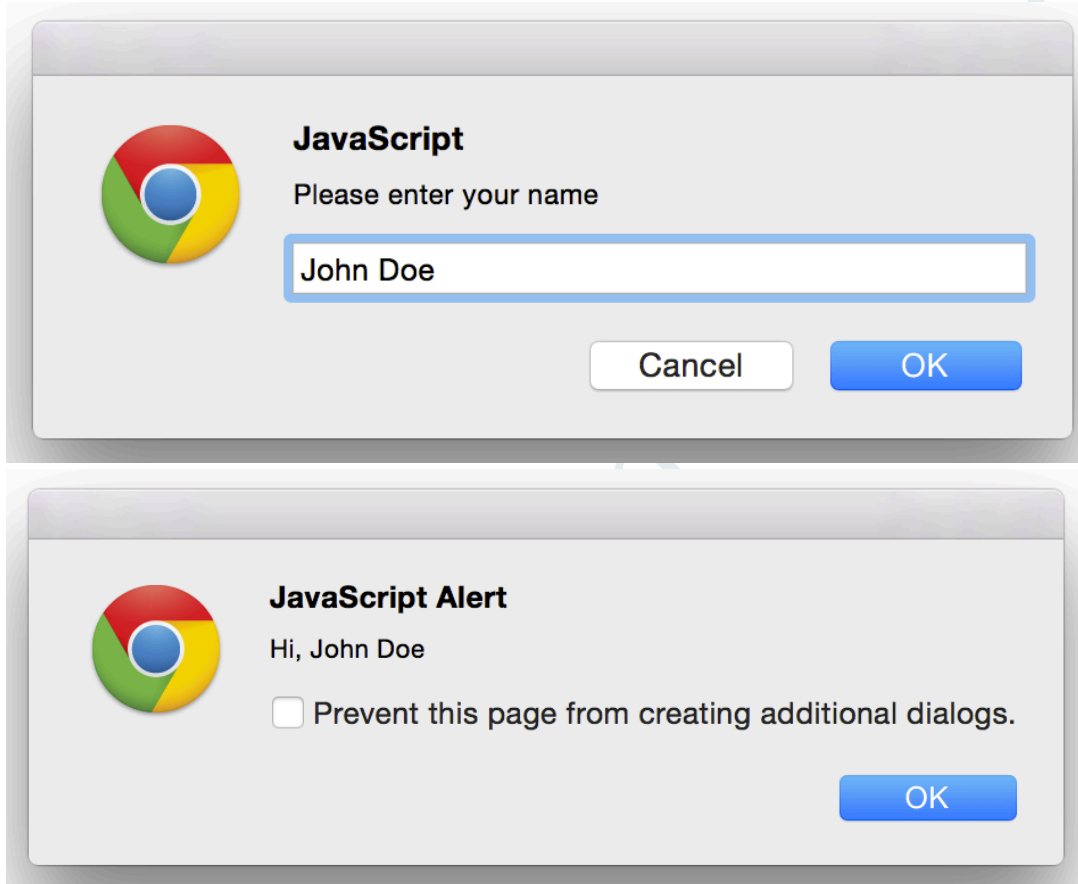 JavaScript
Please enter your name
John Doe
Cancel OK
JavaScript Alert
Hi, John Doe
Prevent this page from creating additional dialogs.
OK